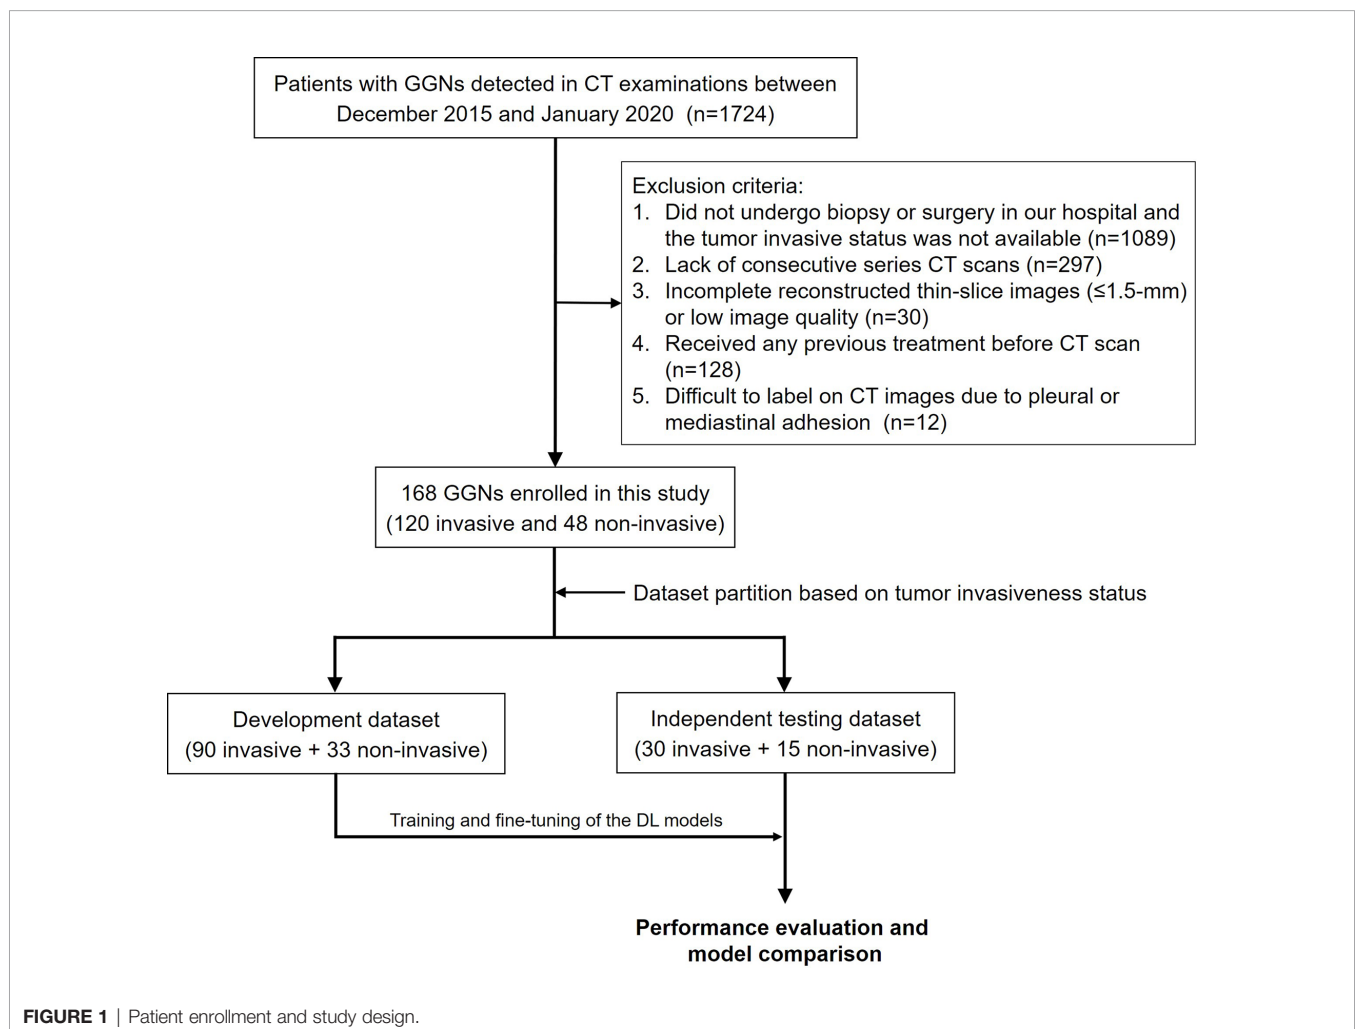 Patients with GGNs detected in CT examinations between
December 2015 and January 2020 (n=1724)
Exclusion criteria:
1. Did not undergo biopsy or surgery in our hospital and
the tumor invasive status was not available (n=1089)
2. Lack of consecutive series CT scans (n=297)
3. Incomplete reconstructed thin-slice images (≤1.5-mm)
or low image quality (n=30)
4. Received any previous treatment before CT scan
(n=128)
5. Difficult to label on CT images due to pleural or
mediastinal adhesion (n=12)
168 GGNs enrolled in this study
(120 invasive and 48 non-invasive)
Dataset partition based on tumor invasiveness status
Development dataset
(90 invasive + 33 non-invasive)
Independent testing dataset
(30 invasive + 15 non-invasive)
Training and fine-tuning of the DL models
Performance evaluation and
model comparison
FIGURE 1 | Patient enrollment and study design.